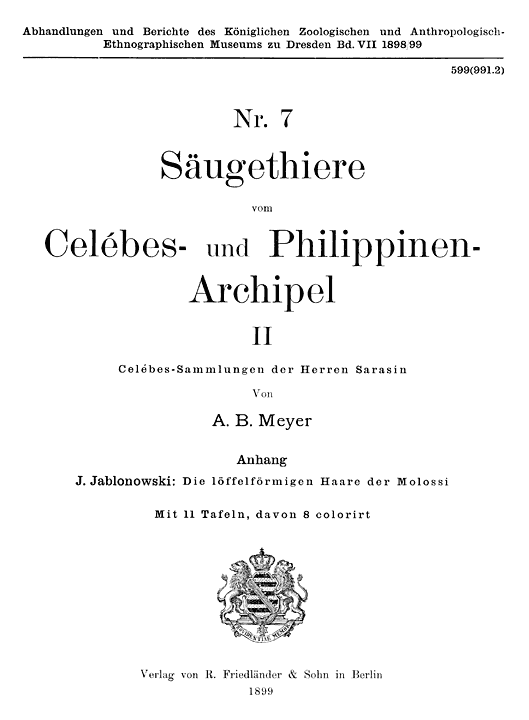 Abhandlungen und Berichte des Königlichen Zoologischen und Anthropologisch-
Ethnographischen Museums zu Dresden Bd. VII 1898/99
599(991.2)
Nr. 7
Säugethiere
vom
Celébes- und Philippinen-
Archipel
II
Celébes-Sammlungen der Herren Sarasin
Von
A. B. Meyer
Anhang
J. Jablonowski: Die löffelförmigen Haare der Molossi
Mit 11 Tafeln, davon 8 colorirt
PROVIDENTIAE MEMOR
Verlag von R. Friedländer & Sohn in Berlin
1899